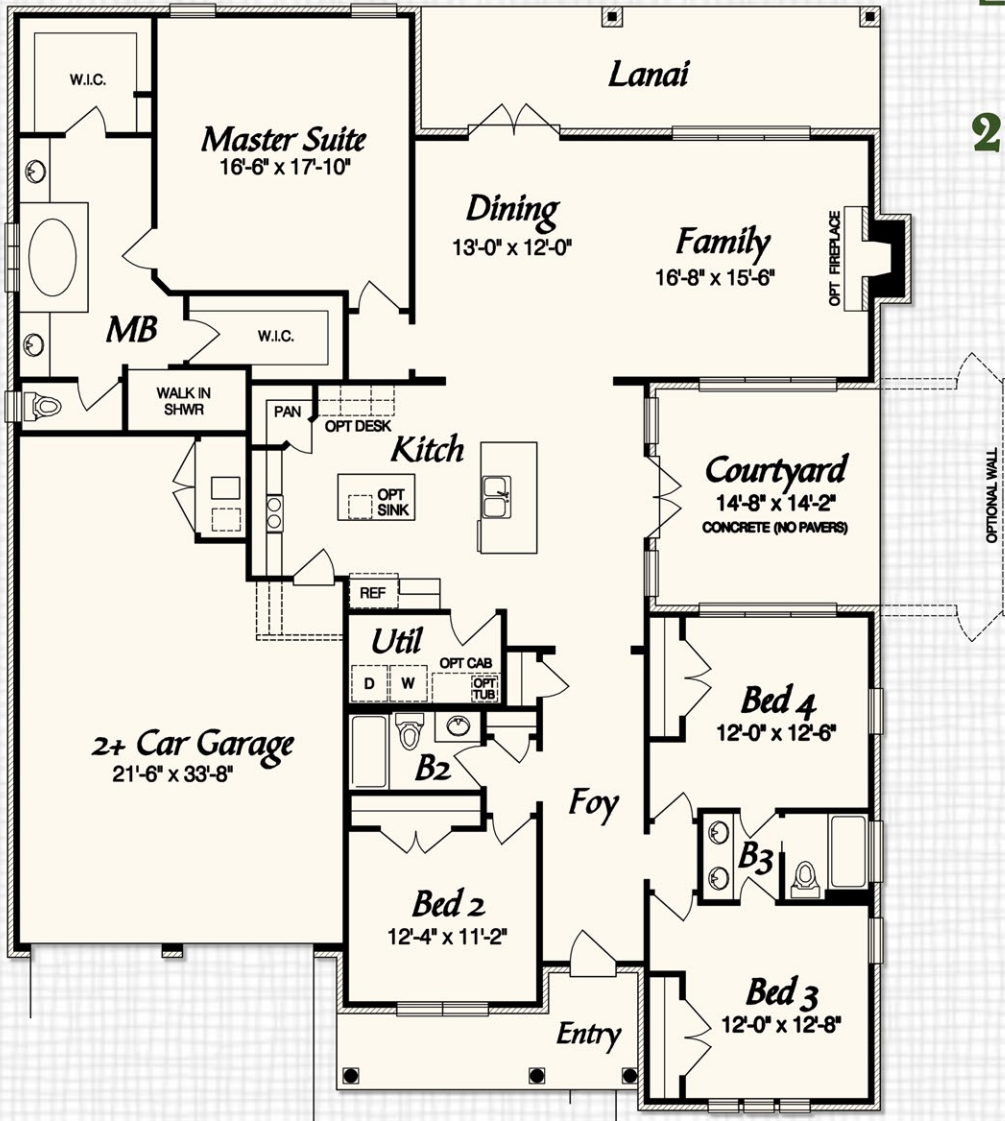 Lanai
2
W.I.C.
Master Suite
16'-6" x 17'-10"
Dining
13'-0" x 12'-0"
Family
16'-8" x 15'-6"
OPT FIREPLACE
MB
W.I.C.
WALK IN
SHWR
PAN
OPT DESK
Kitch
OPT
SINK
Courtyard
14'-8" x 14'-2"
CONCRETE (NO PAVERS)
OPTIONAL WALL
REF
Util
OPT CAB
D
W
OPT
TUB
2+ Car Garage
21'-6" x 33'-8"
B2
Foy
Bed 4
12'-0" x 12'-6"
B3
Bed 2
12'-4" x 11'-2"
Bed 3
12'-0" x 12'-8"
Entry